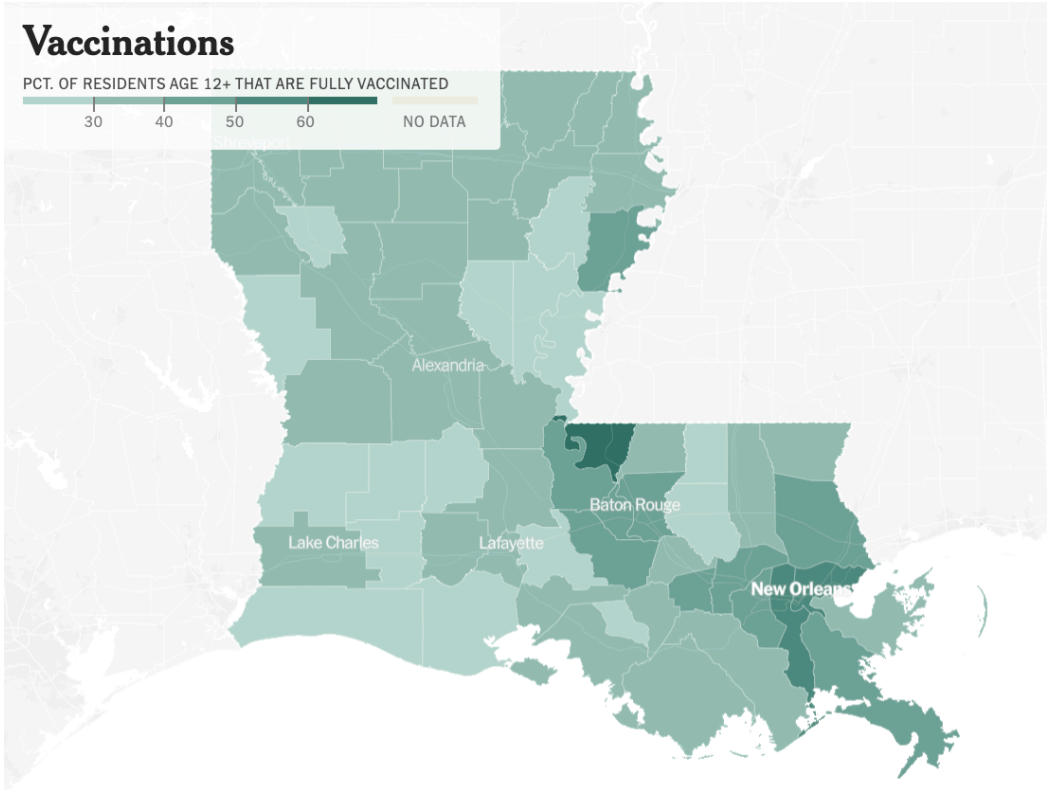 Vaccinations
PCT. OF RESIDENTS AGE 12+ THAT ARE FULLY VACCINATED
30 40 50 60 NO DATA
Shreveport
Alexandria
Baton Rouge
Lake Charles
Lafayette
New Orleans